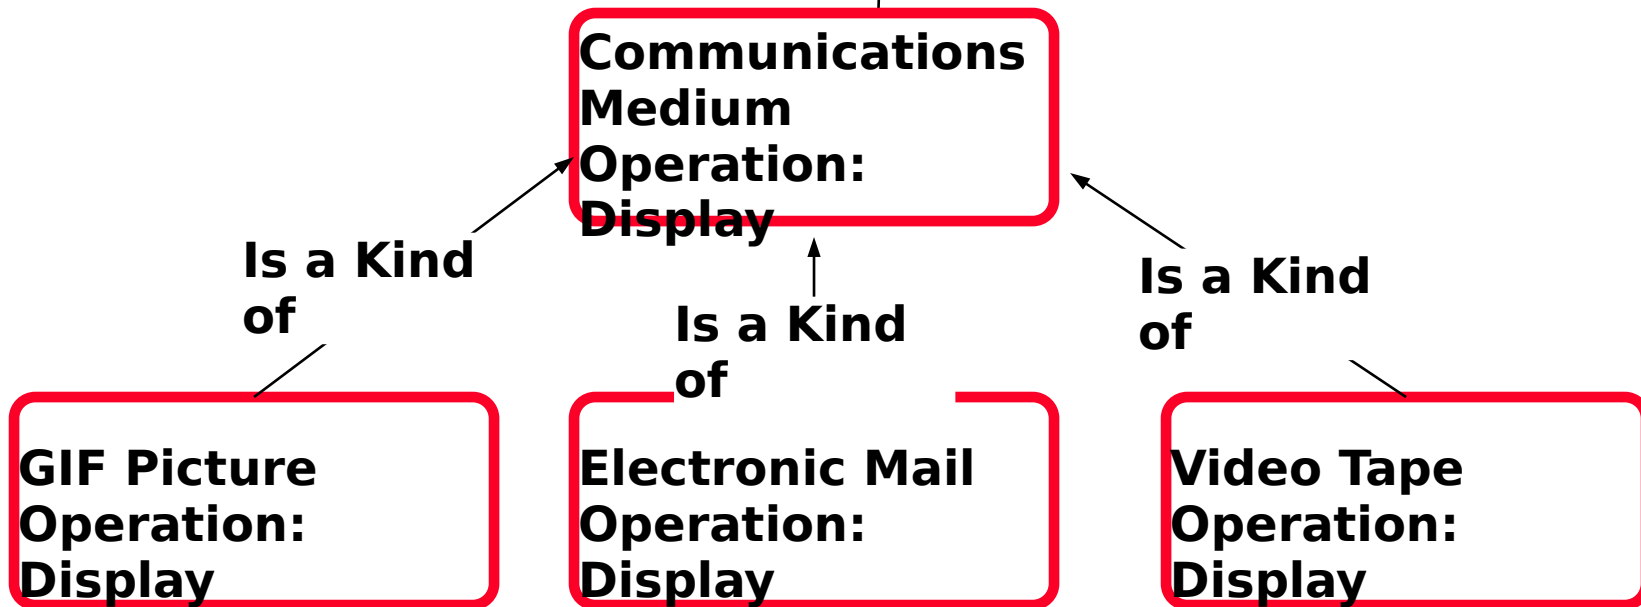 Communications
Medium
Operation:
Display
Is a Kind
of
Is a Kind
of
Is a Kind
of
GIF Picture
Operation:
Display
Electronic Mail
Operation:
Display
Video Tape
Operation:
Display